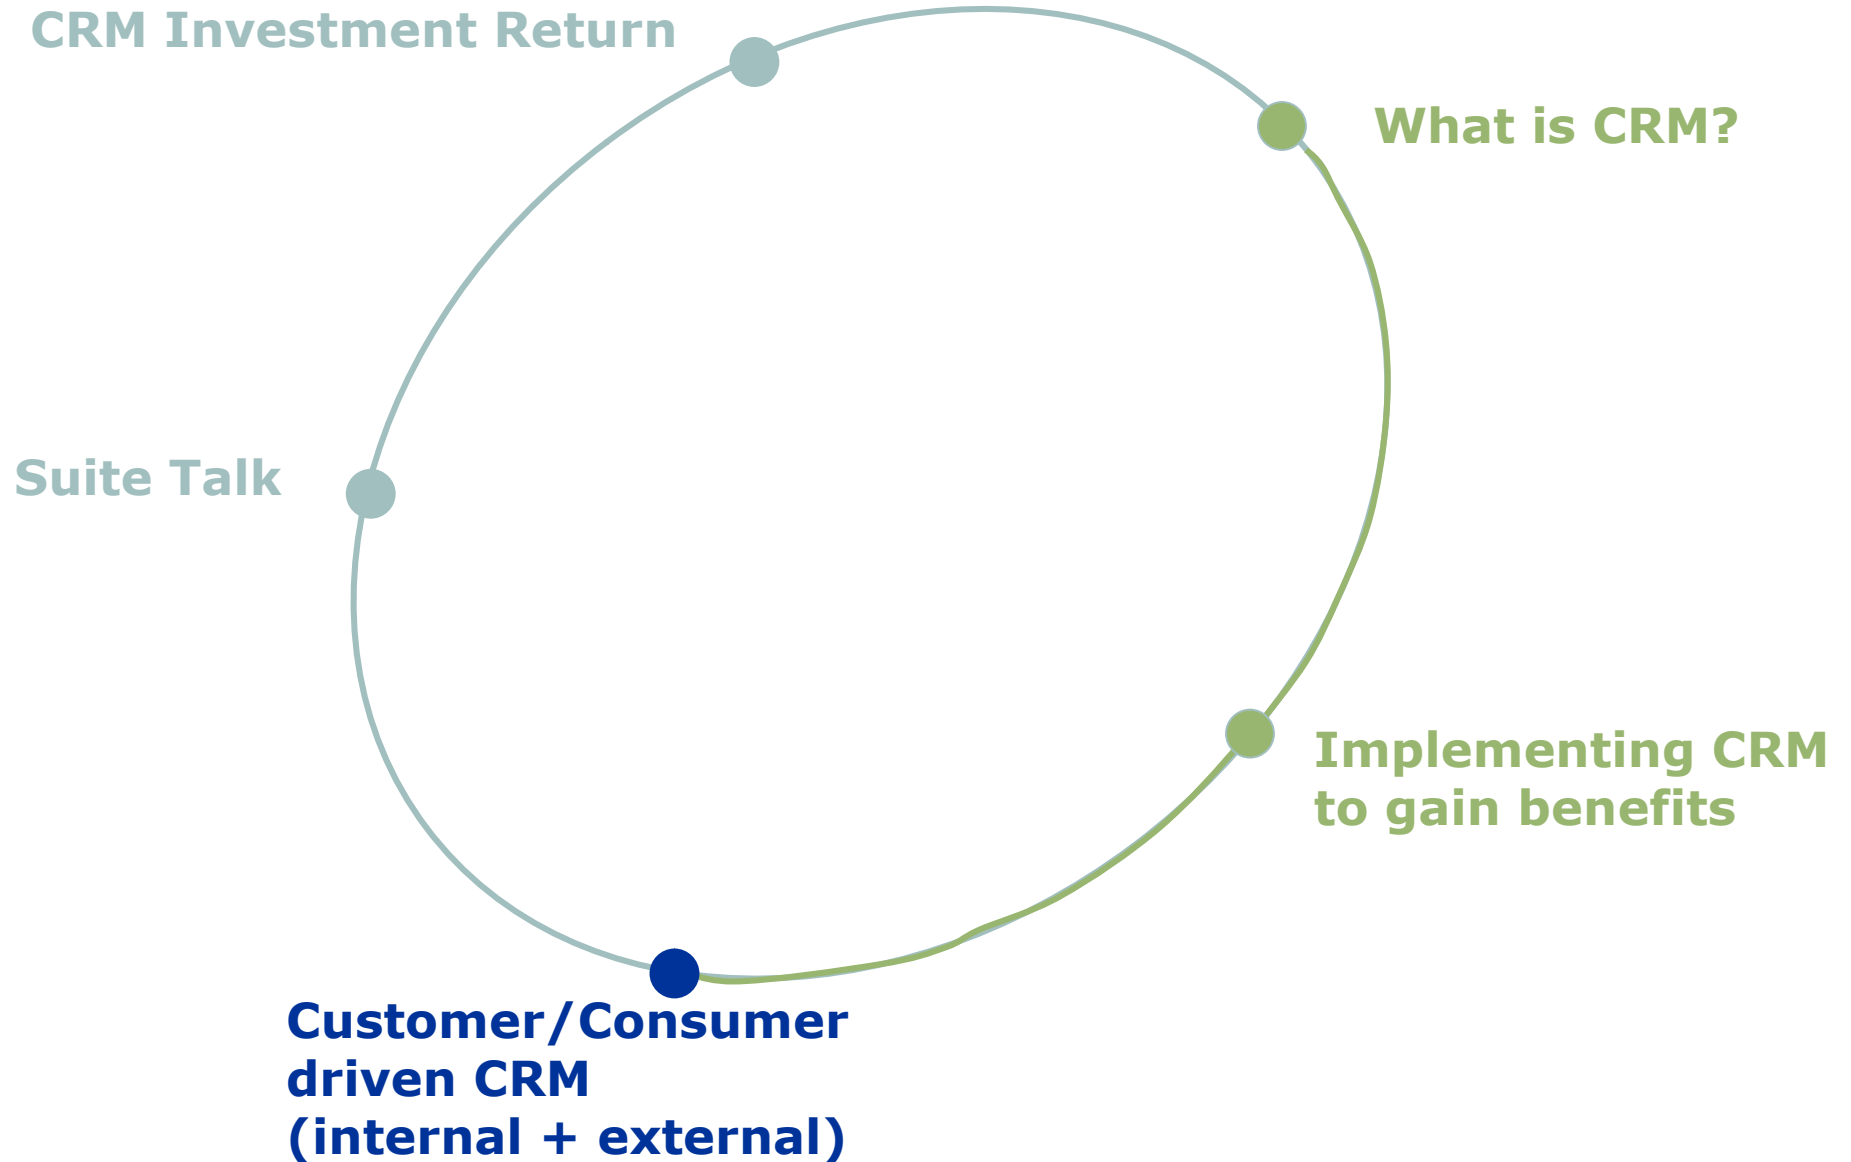 CRM Investment Return
What is CRM?
Suite Talk
Implementing CRM
to gain benefits
Customer/Consumer
driven CRM
(internal + external)